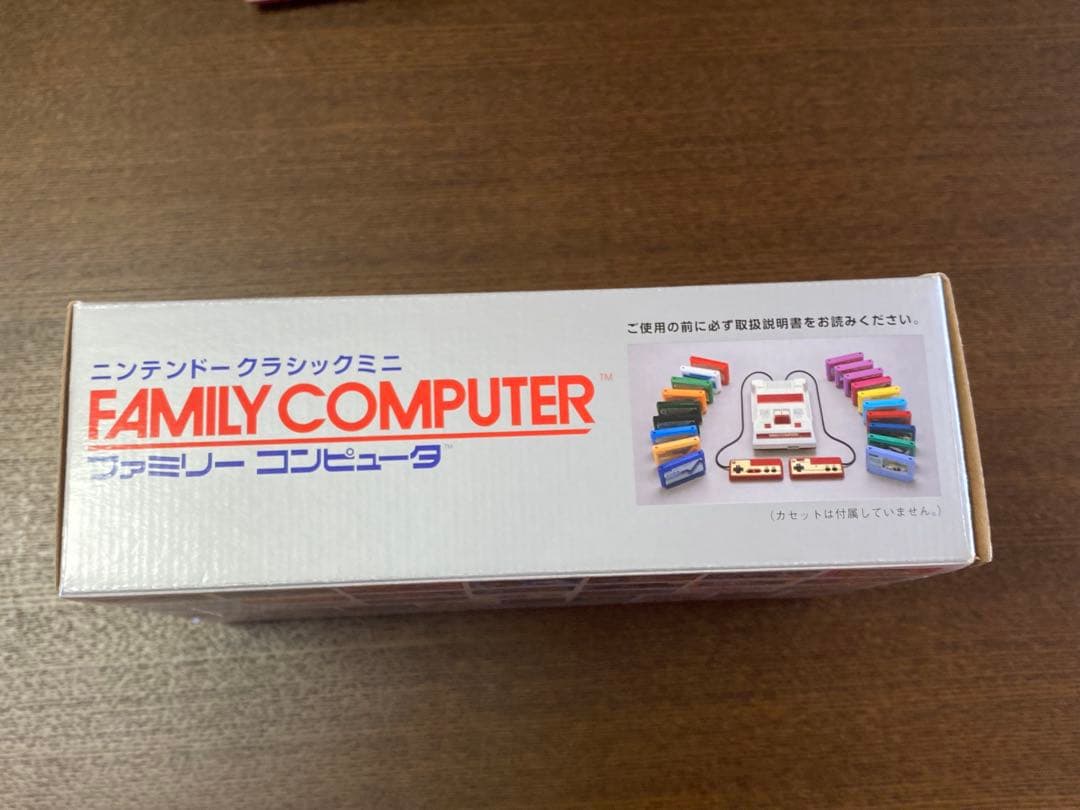 ニンテンドークラシックミニ
FAMILY COMPUTER™
ファミリー コンピュータ™
ご使用の前に必ず取扱説明書をお読みください。
（カセットは付属していません。）